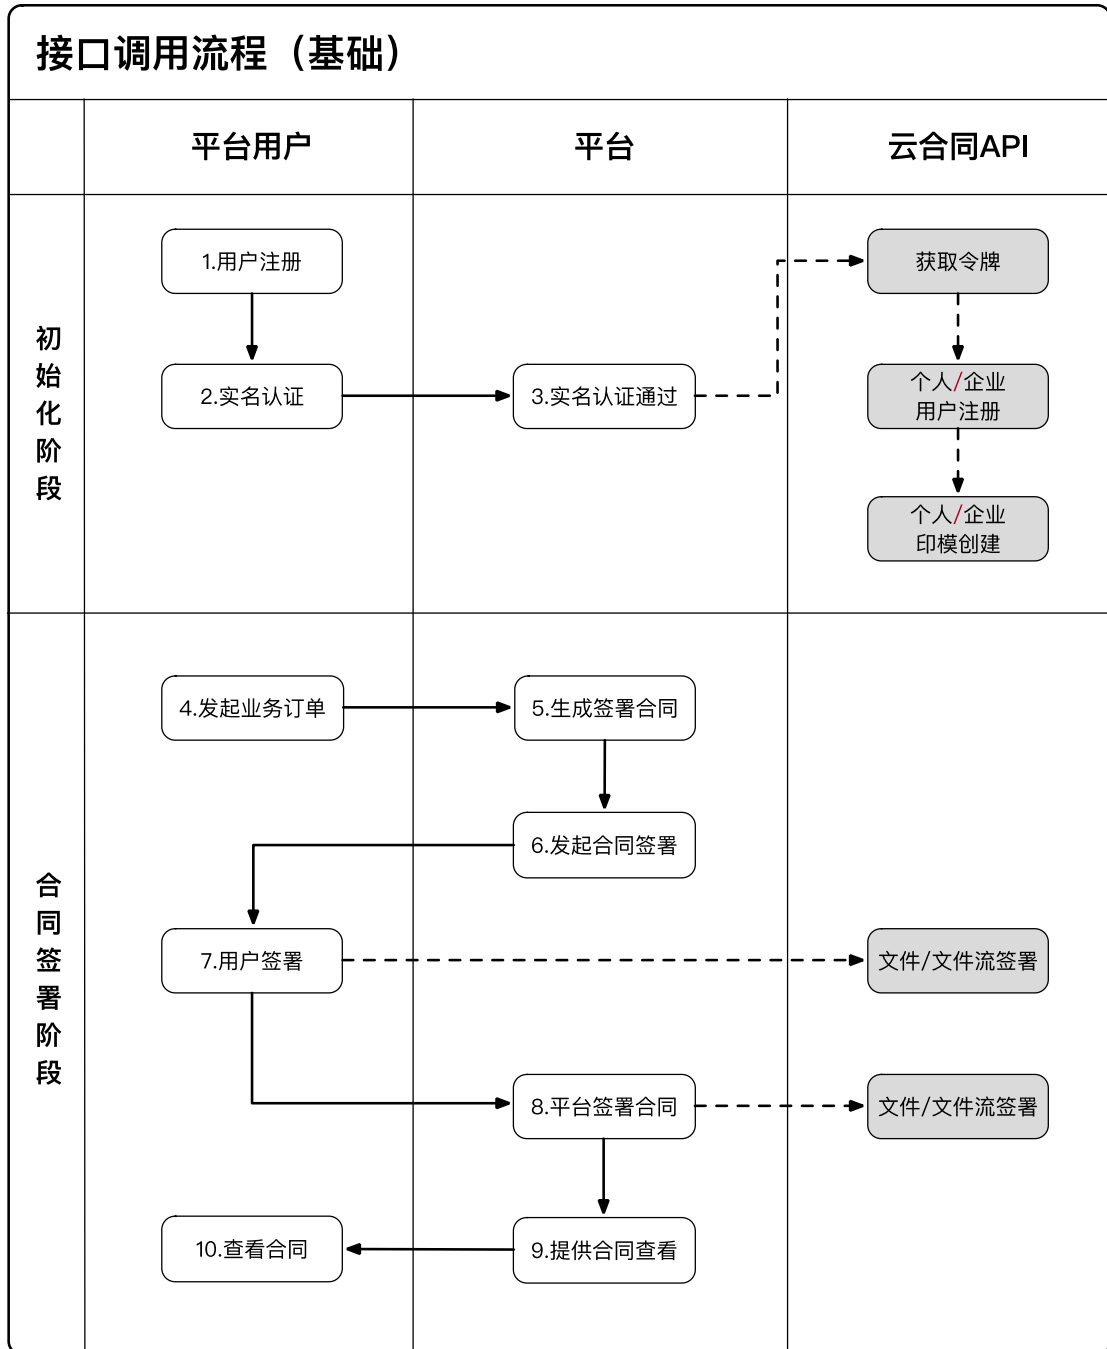 接口调用流程（基础）
平台用户
平台
云合同API
初始化阶段
1.用户注册
获取令牌
2.实名认证
3.实名认证通过
个人/企业
用户注册
个人/企业
印模创建
合同签署阶段
4.发起业务订单
5.生成签署合同
6.发起合同签署
7.用户签署
文件/文件流签署
8.平台签署合同
文件/文件流签署
10.查看合同
9.提供合同查看